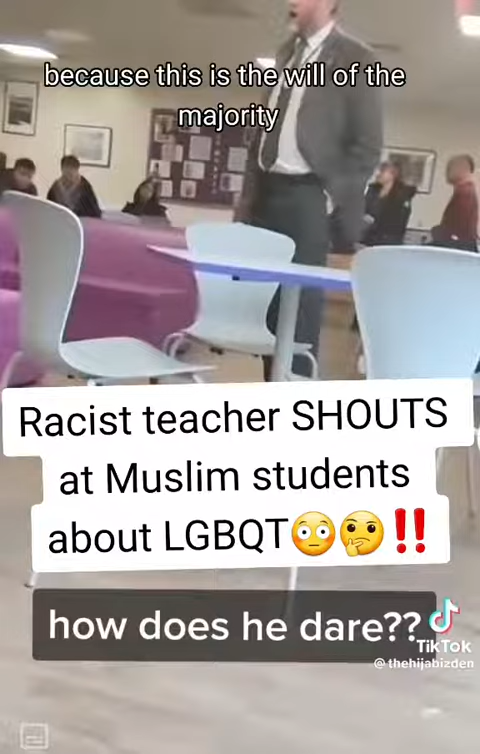 because this is the will of the
majority
Racist teacher SHOUTS
at Muslim students
about LGBQT😳🤔‼️
how does he dare??
TikTok
@thehijabizden